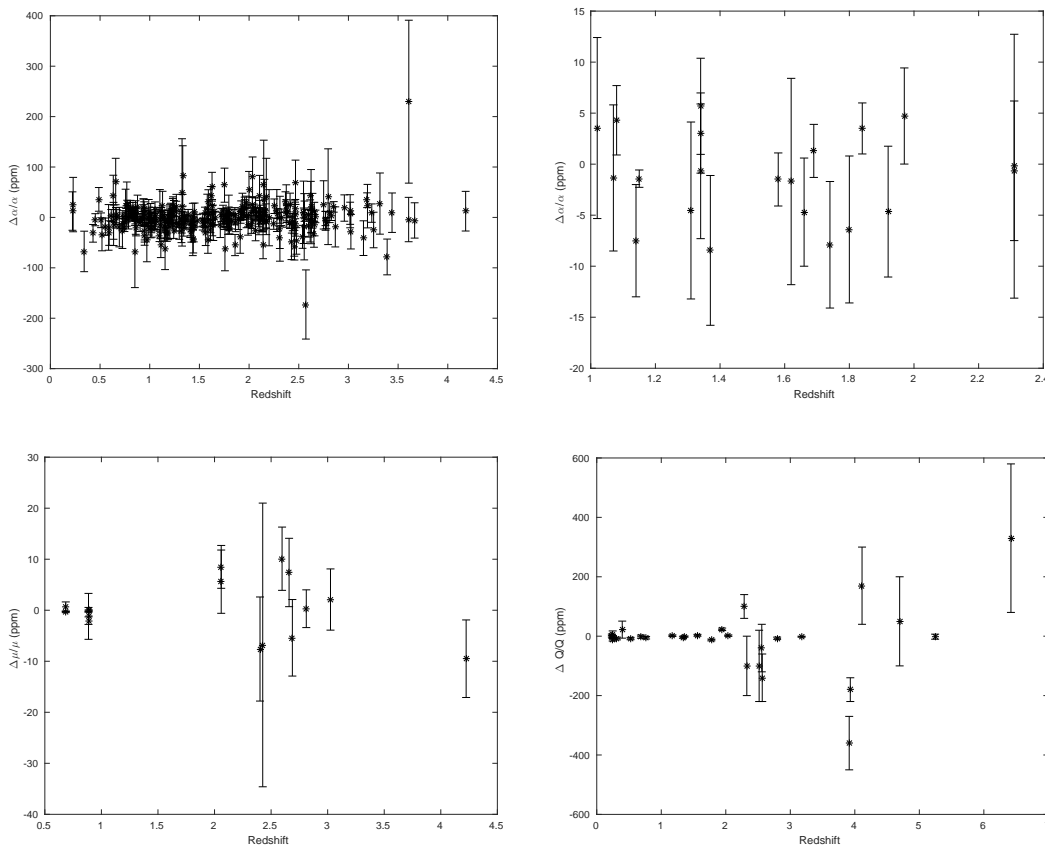 400
300
200
100
0
-100
-200
-300
Δα/α (ppm)
0 0.5 1 1.5 2 2.5 3 3.5 4 4.5
Redshift
15
10
5
0
-5
-10
-15
-20
Δα/α (ppm)
1 1.2 1.4 1.6 1.8 2 2.2 2.4
Redshift
30
20
10
0
-10
-20
-30
-40
Δμ/μ (ppm)
0.5 1 1.5 2 2.5 3 3.5 4 4.5
Redshift
600
400
200
0
-200
-400
-600
Δ Q/Q (ppm)
0 1 2 3 4 5 6
Redshift